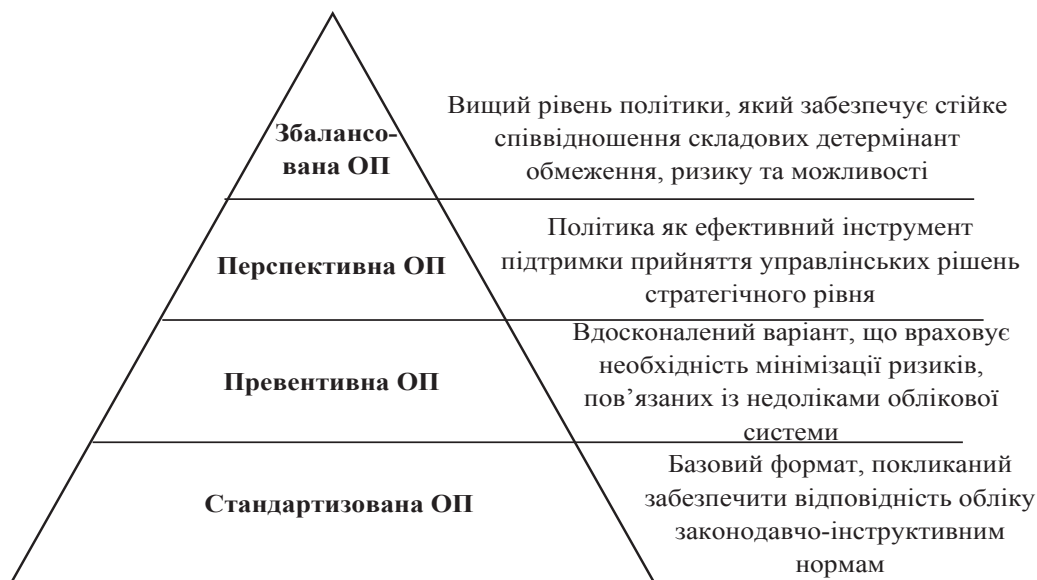 Збалансо-
вана ОП
Вищий рівень політики, який забезпечує стійке
співвідношення складових детермінант
обмеження, ризику та можливості
Перспективна ОП
Політика як ефективний інструмент
підтримки прийняття управлінських рішень
стратегічного рівня
Превентивна ОП
Вдосконалений варіант, що враховує
необхідність мінімізації ризиків,
пов’язаних із недоліками облікової
системи
Стандартизована ОП
Базовий формат, покликаний
забезпечити відповідність обліку
законодавчо-інструктивним
нормам